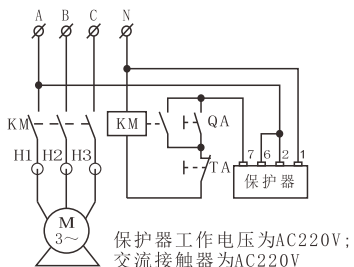 A B C N
KM
KM
QA
H1 H2 H3
TA
7 6 2 1
保护器
M
3～
保护器工作电压为AC220V;
交流接触器为AC220V